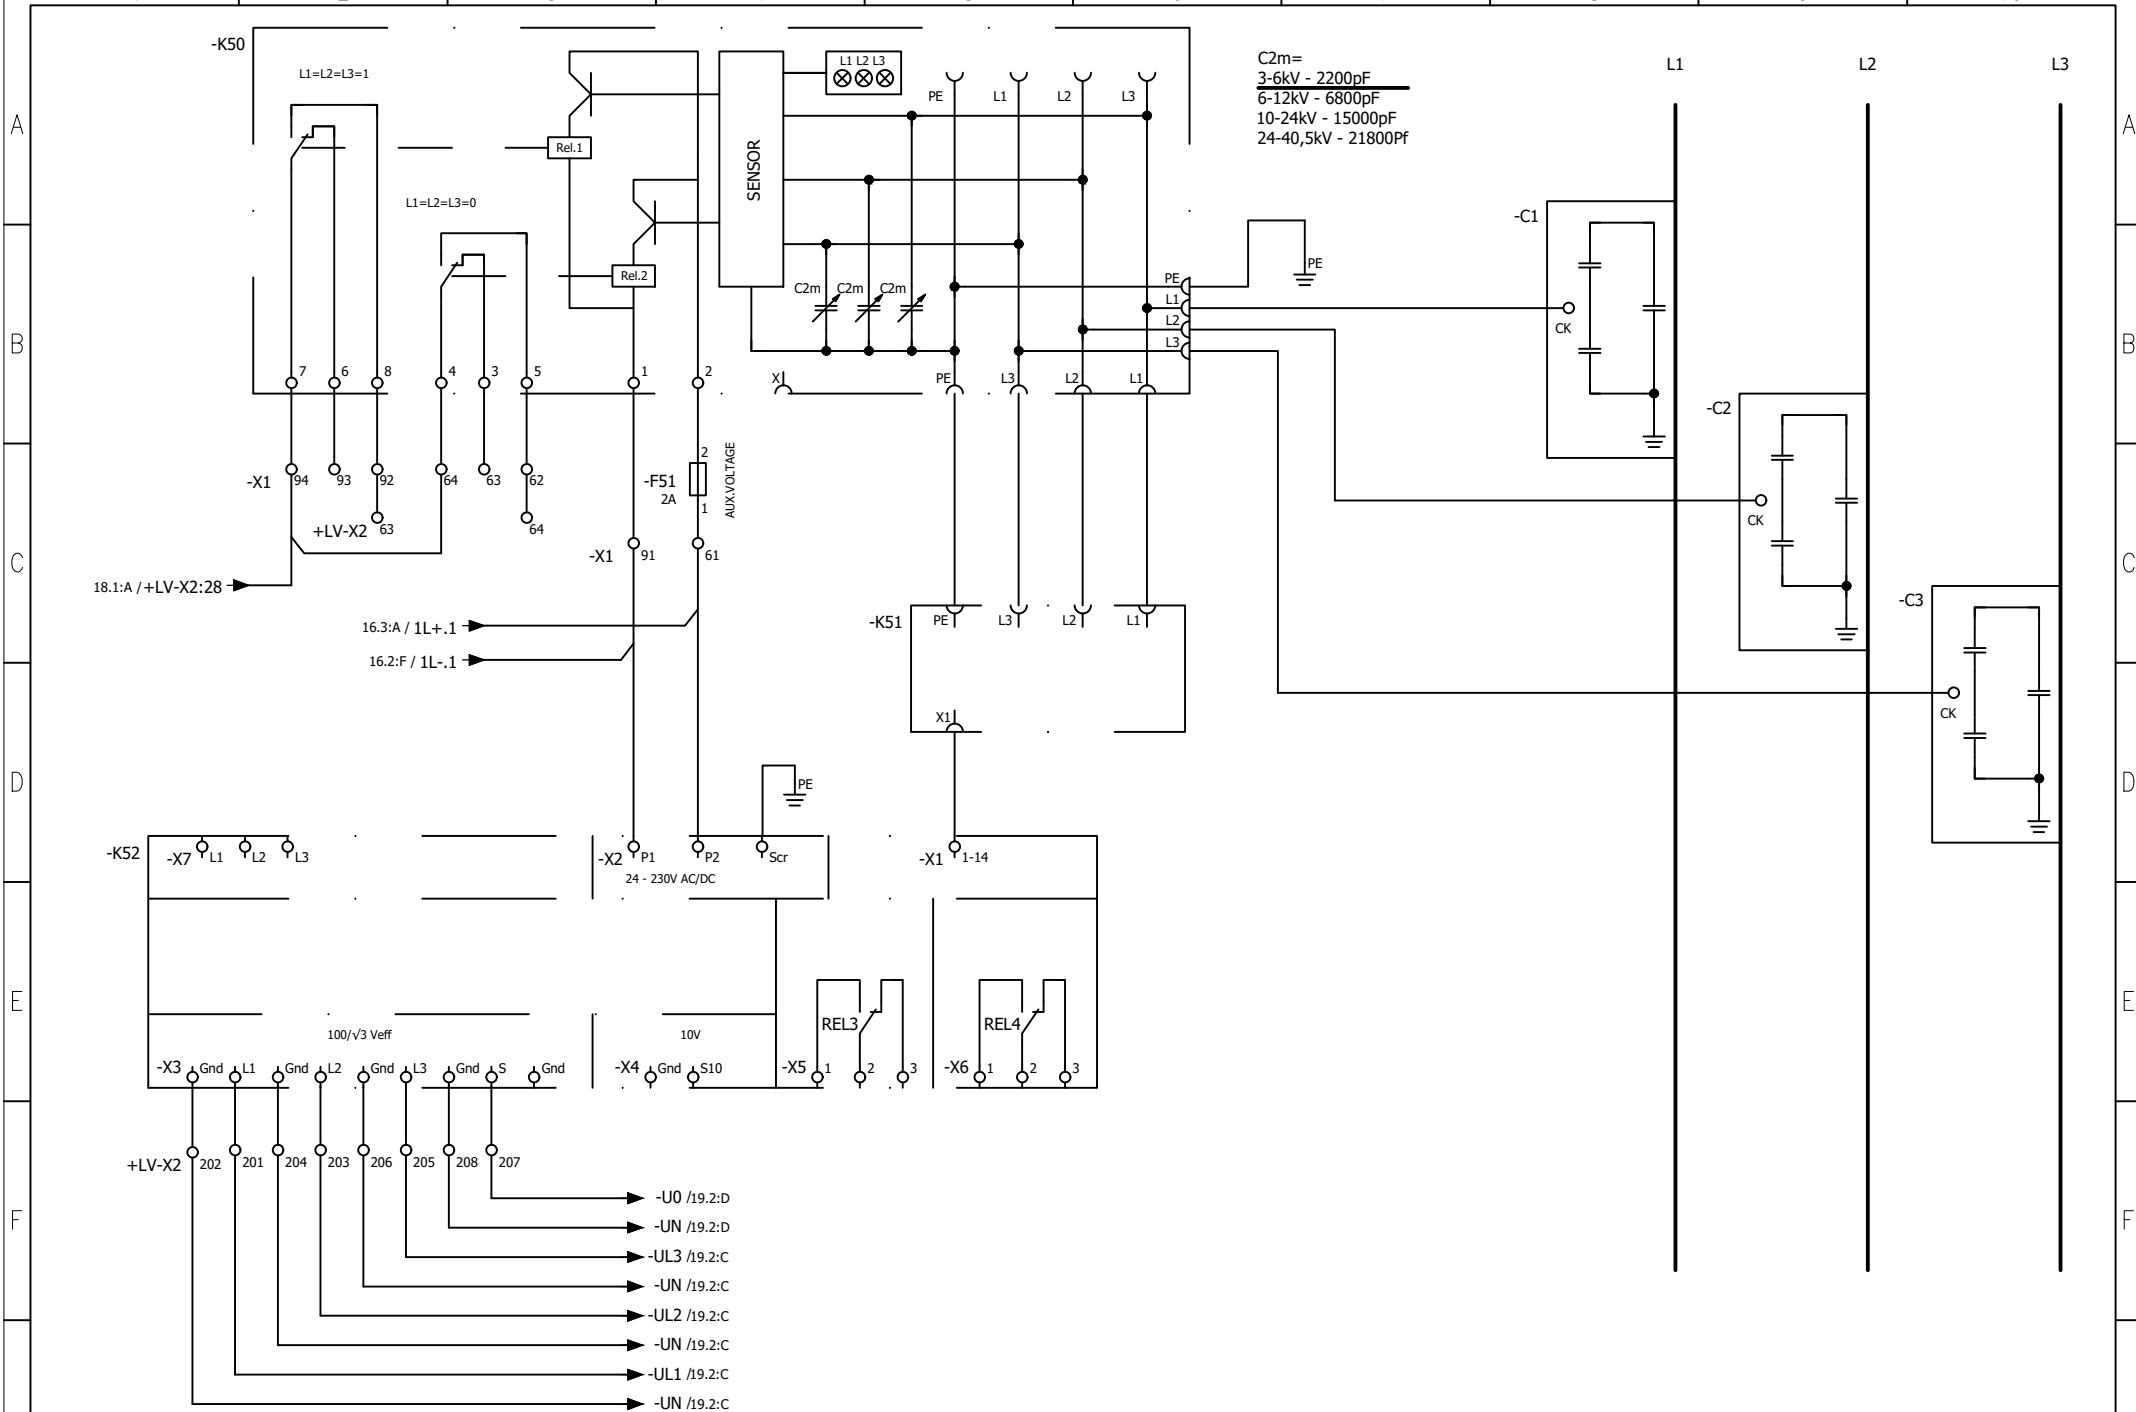 -K50
L1=L2=L3=1
L1 L2 L3
PE L1 L2 L3
C2m=
3-6kV - 2200pF
6-12kV - 6800pF
10-24kV - 15000pF
24-40,5kV - 21800Pf
L1 L2 L3
A A
Rel.1
SENSOR
L1=L2=L3=0
-C1
Rel.2
PE
PE
C2m C2m C2m
L1
L2
CK
L3
B B
7 6 8 4 3 5 1 2
X PE L3 L2 L1
-C2
2
-F51
2A
1
AUX.VOLTAGE
-X1 94 93 92 64 63 62
CK
+LV-X2 63 64
-X1 91 61
C C
18.1:A / +LV-X2:28
-C3
16.3:A / 1L+.1
-K51 PE L3 L2 L1
16.2:F / 1L-.1
X1
CK
D D
PE
-K52 -X7 L1 L2 L3 -X2 P1 P2 Scr -X1 1-14
24 - 230V AC/DC
E E
REL3 REL4
100/√3 Veff 10V
-X3 Gnd L1 Gnd L2 Gnd L3 Gnd S Gnd -X4 Gnd S10 -X5 1 2 3 -X6 1 2 3
+LV-X2 202 201 204 203 206 205 208 207
-U0 /19.2:D
F F
-UN /19.2:D
-UL3 /19.2:C
-UN /19.2:C
-UL2 /19.2:C
-UN /19.2:C
-UL1 /19.2:C
-UN /19.2:C